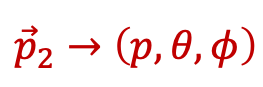 p⃗₂ → (p, θ, ϕ)